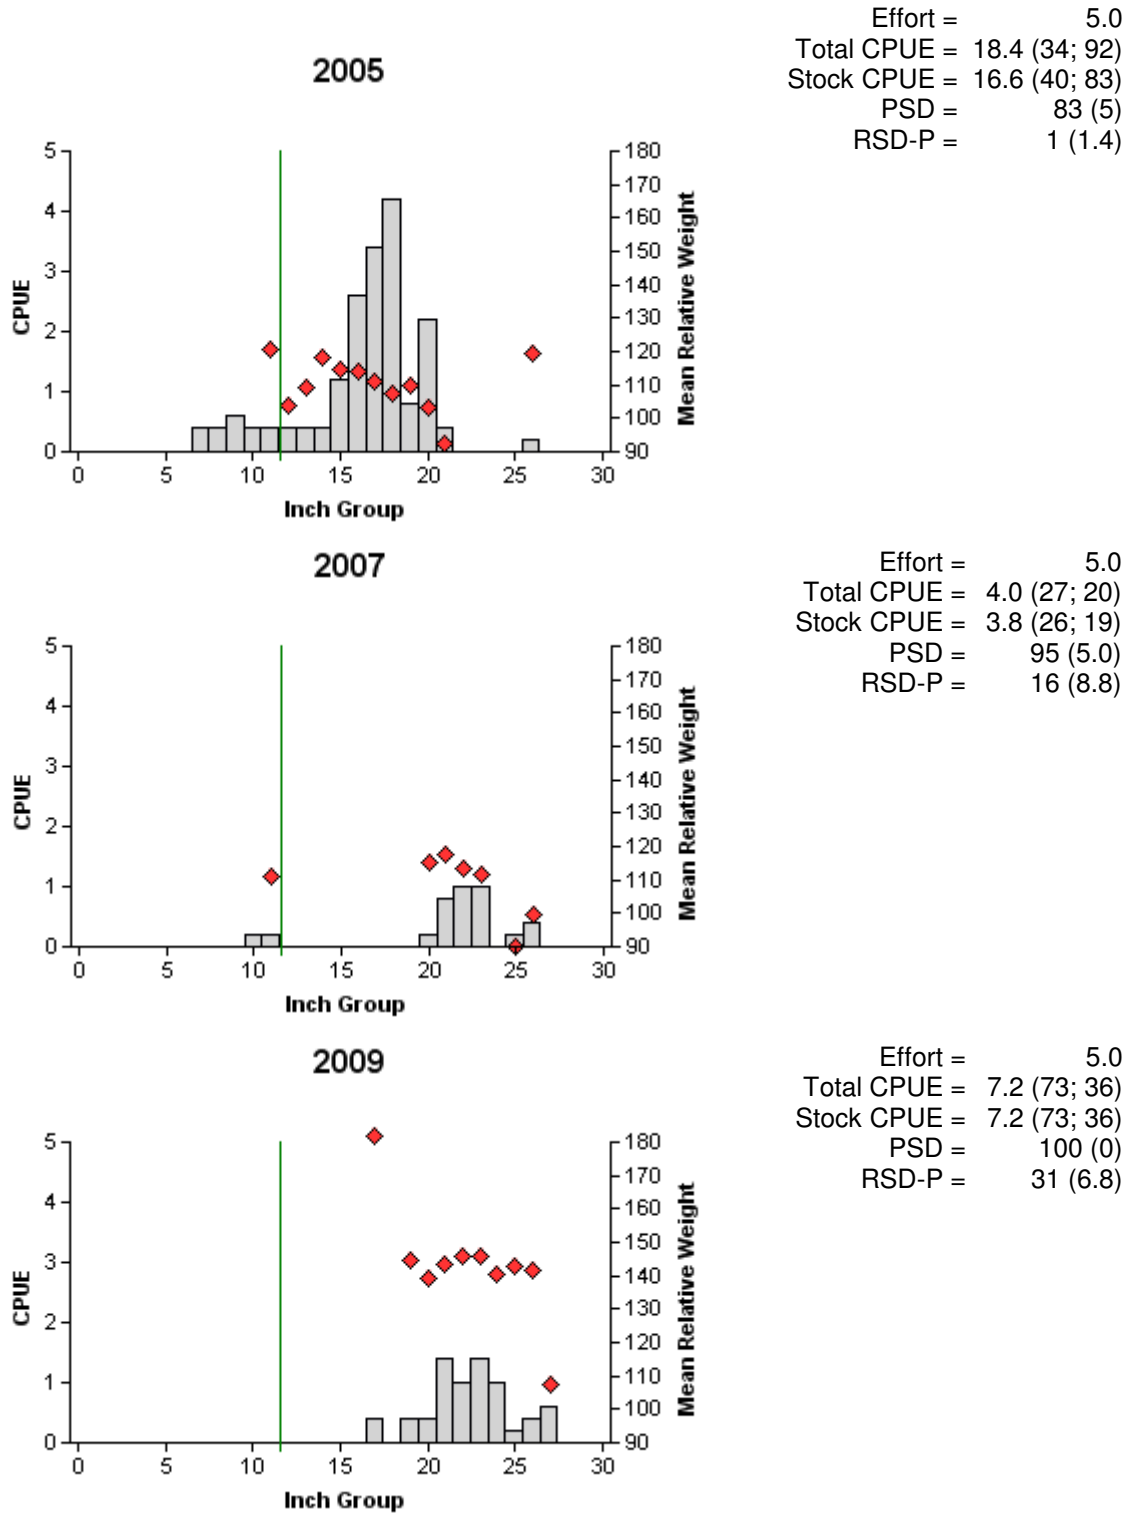 Effort = 5.0
Total CPUE = 18.4 (34; 92)
Stock CPUE = 16.6 (40; 83)
PSD = 83 (5)
RSD-P = 1 (1.4)
2005
5
4
3
2
1
0
CPUE
180
170
160
150
140
130
120
110
100
90
Mean Relative Weight
0 5 10 15 20 25 30
Inch Group
Effort = 5.0
Total CPUE = 4.0 (27; 20)
Stock CPUE = 3.8 (26; 19)
PSD = 95 (5.0)
RSD-P = 16 (8.8)
2007
5
4
3
2
1
0
CPUE
180
170
160
150
140
130
120
110
100
90
Mean Relative Weight
0 5 10 15 20 25 30
Inch Group
Effort = 5.0
Total CPUE = 7.2 (73; 36)
Stock CPUE = 7.2 (73; 36)
PSD = 100 (0)
RSD-P = 31 (6.8)
2009
5
4
3
2
1
0
CPUE
180
170
160
150
140
130
120
110
100
90
Mean Relative Weight
0 5 10 15 20 25 30
Inch Group